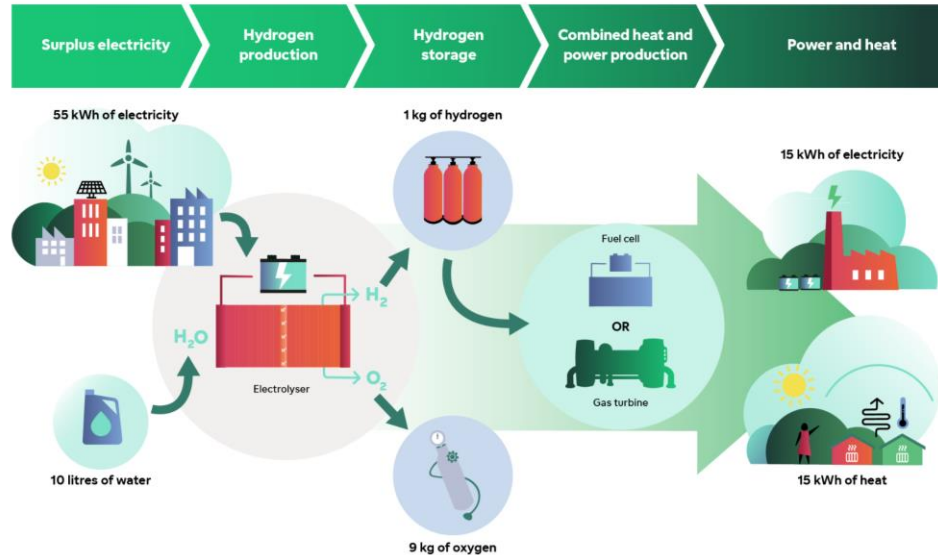 Surplus electricity
Hydrogen
production
Hydrogen
storage
Combined heat and
power production
Power and heat
55 kWh of electricity
1 kg of hydrogen
15 kWh of electricity
Fuel cell
OR
Gas turbine
H₂
H₂O
O₂
Electrolyser
10 litres of water
9 kg of oxygen
15 kWh of heat